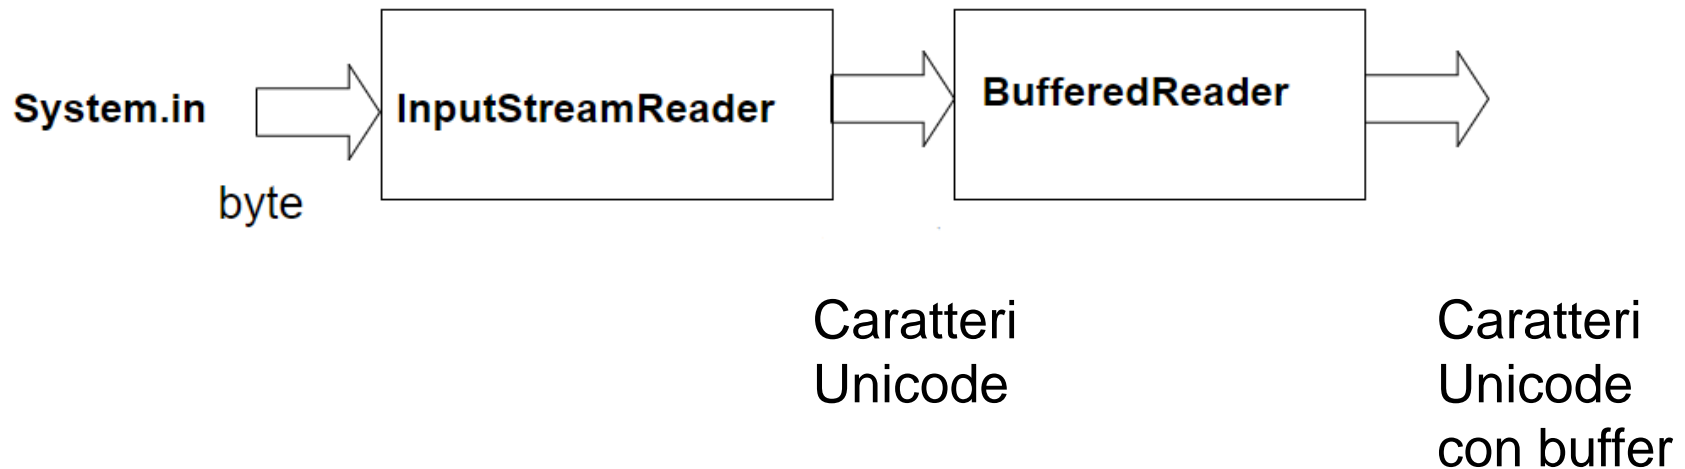 System.in
InputStreamReader
BufferedReader
byte
Caratteri
Unicode
Caratteri
Unicode
con buffer